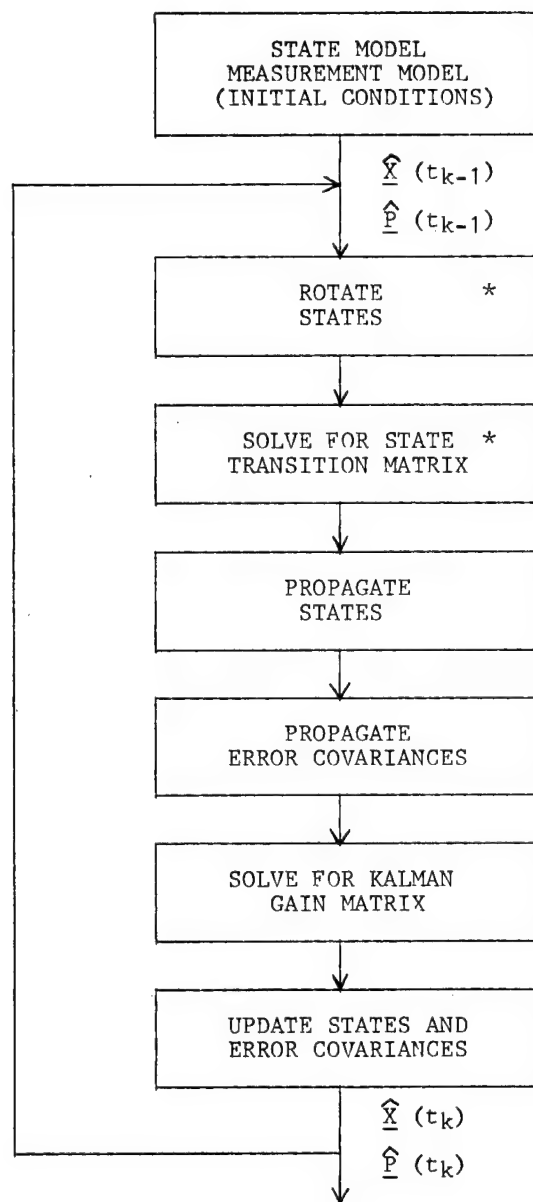 STATE MODEL
MEASUREMENT MODEL
(INITIAL CONDITIONS)
X̲̂ (tₖ₋₁)
P̲̂ (tₖ₋₁)
ROTATE *
STATES
SOLVE FOR STATE *
TRANSITION MATRIX
PROPAGATE
STATES
PROPAGATE
ERROR COVARIANCES
SOLVE FOR KALMAN
GAIN MATRIX
UPDATE STATES AND
ERROR COVARIANCES
X̲̂ (tₖ)
P̲̂ (tₖ)